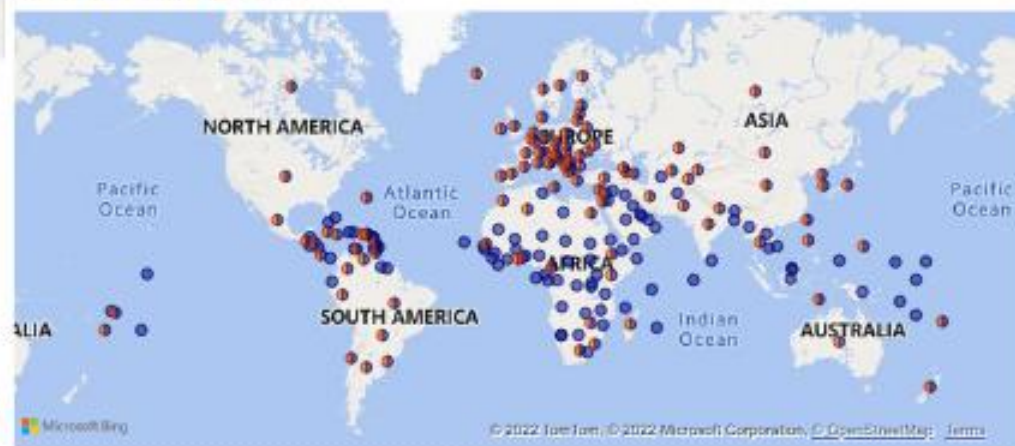 NORTH AMERICA
EUROPE
ASIA
Pacific
Ocean
Atlantic
Ocean
Pacific
Ocean
AFRICA
ALIA
SOUTH AMERICA
Indian
Ocean
AUSTRALIA
Microsoft Bing
© 2022 TomTom, © 2022 Microsoft Corporation, © OpenStreetMap Terms